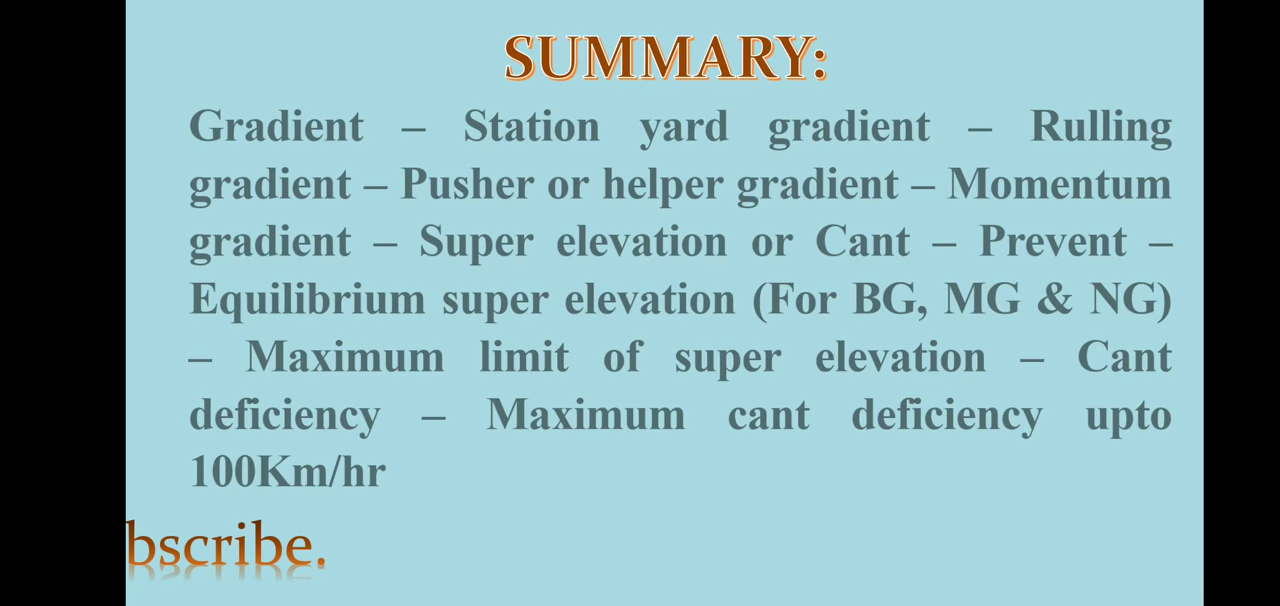 SUMMARY:
Gradient – Station yard gradient – Rulling
gradient – Pusher or helper gradient – Momentum
gradient – Super elevation or Cant – Prevent –
Equilibrium super elevation (For BG, MG & NG)
– Maximum limit of super elevation – Cant
deficiency – Maximum cant deficiency upto
100Km/hr
bscribe.